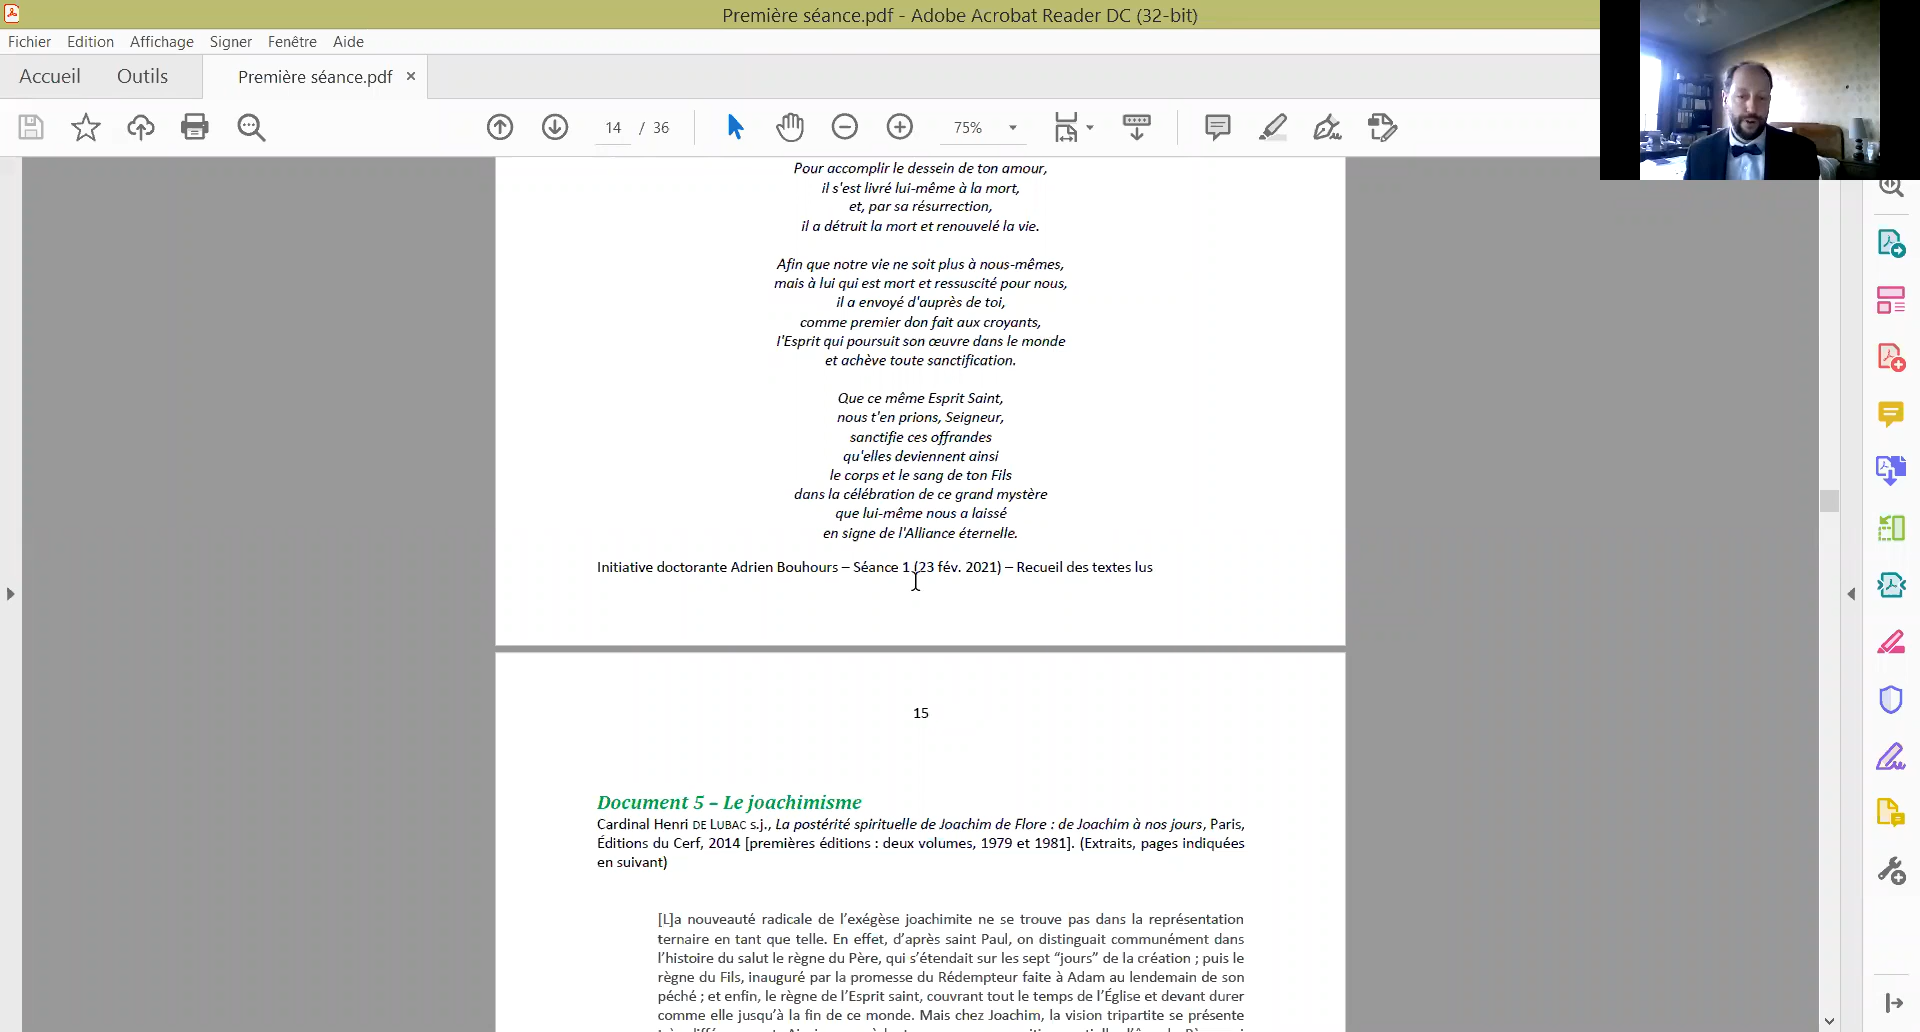 Première séance.pdf - Adobe Acrobat Reader DC (32-bit)
Fichier Edition Affichage Signer Fenêtre Aide
Accueil Outils Première séance.pdf ×
14 / 36 75%
Pour accomplir le dessein de ton amour,
il s'est livré lui-même à la mort,
et, par sa résurrection,
il a détruit la mort et renouvelé la vie.
Afin que notre vie ne soit plus à nous-mêmes,
mais à lui qui est mort et ressuscité pour nous,
il a envoyé d'auprès de toi,
comme premier don fait aux croyants,
l'Esprit qui poursuit son œuvre dans le monde
et achève toute sanctification.
Que ce même Esprit Saint,
nous t'en prions, Seigneur,
sanctifie ces offrandes
qu'elles deviennent ainsi
le corps et le sang de ton Fils
dans la célébration de ce grand mystère
que lui-même nous a laissé
en signe de l'Alliance éternelle.
Initiative doctorante Adrien Bouhours – Séance 1 (23 fév. 2021) – Recueil des textes lus
15
Document 5 – Le joachimisme
Cardinal Henri DE LUBAC s.j., La postérité spirituelle de Joachim de Flore : de Joachim à nos jours, Paris,
Éditions du Cerf, 2014 [premières éditions : deux volumes, 1979 et 1981]. (Extraits, pages indiquées
en suivant)
[L]a nouveauté radicale de l’exégèse joachimite ne se trouve pas dans la représentation
ternaire en tant que telle. En effet, d’après saint Paul, on distinguait communément dans
l’histoire du salut le règne du Père, qui s’étendait sur les sept “jours” de la création ; puis le
règne du Fils, inauguré par la promesse du Rédempteur faite à Adam au lendemain de son
péché ; et enfin, le règne de l’Esprit saint, couvrant tout le temps de l’Église et devant durer
comme elle jusqu’à la fin de ce monde. Mais chez Joachim, la vision tripartite se présente